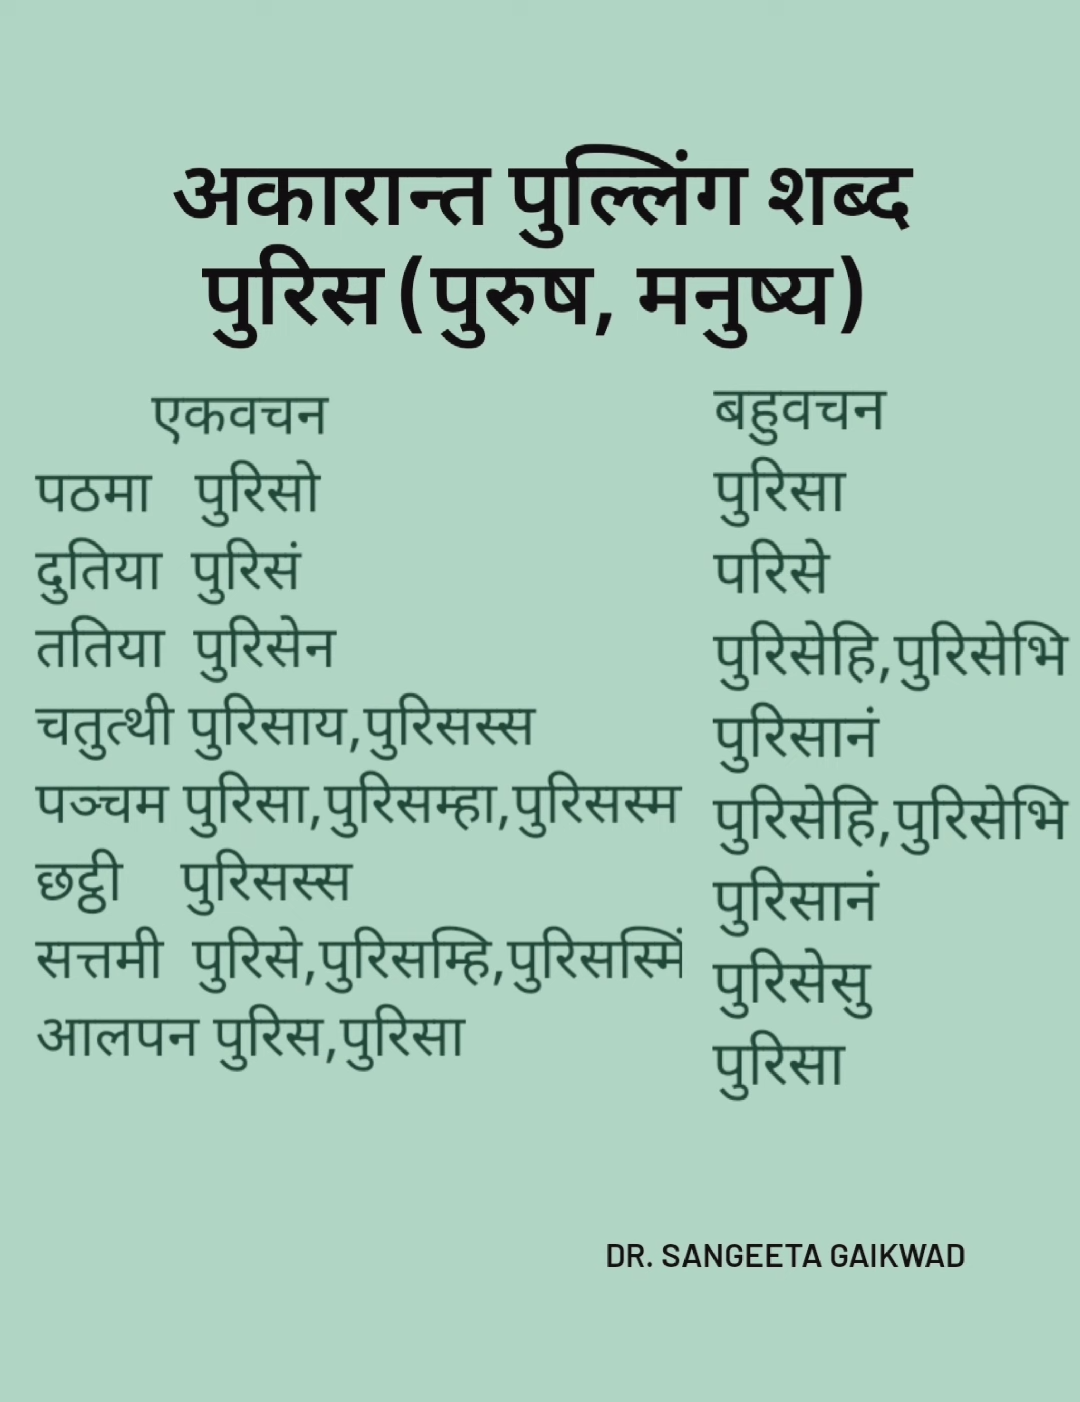 अकारान्त पुल्लिंग शब्द
पुरिस (पुरुष, मनुष्य)
एकवचन बहुवचन
पठमा पुरिसो पुरिसा
दुतिया पुरिसं परिसे
ततिया पुरिसेन पुरिसेहि,पुरिसेभि
चतुत्थी पुरिसाय,पुरिसस्स पुरिसानं
पञ्चम पुरिसा,पुरिसम्हा,पुरिसस्म पुरिसेहि,पुरिसेभि
छट्ठी पुरिसस्स पुरिसानं
सत्तमी पुरिसे,पुरिसम्हि,पुरिसस्मिं पुरिसेसु
आलपन पुरिस,पुरिसा पुरिसा
DR. SANGEETA GAIKWAD